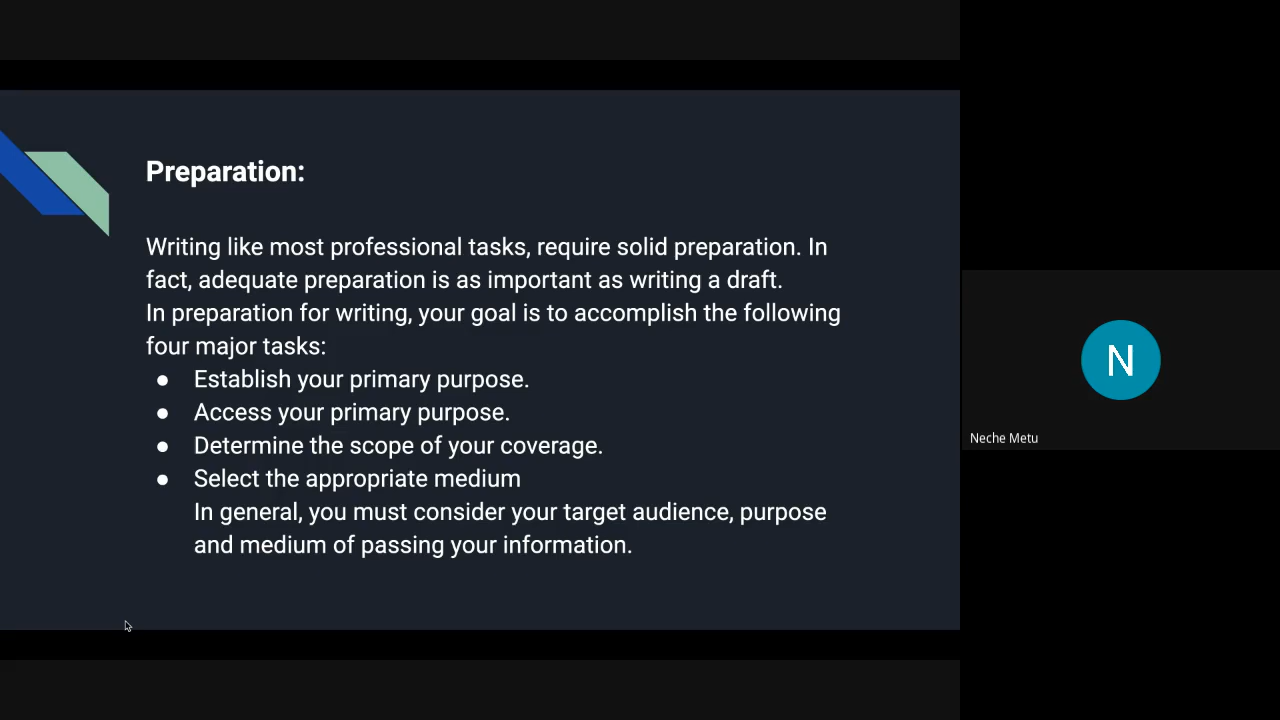 Preparation:
Writing like most professional tasks, require solid preparation. In
fact, adequate preparation is as important as writing a draft.
In preparation for writing, your goal is to accomplish the following
four major tasks:
● Establish your primary purpose.
● Access your primary purpose.
● Determine the scope of your coverage.
● Select the appropriate medium
In general, you must consider your target audience, purpose
and medium of passing your information.
N
Neche Metu